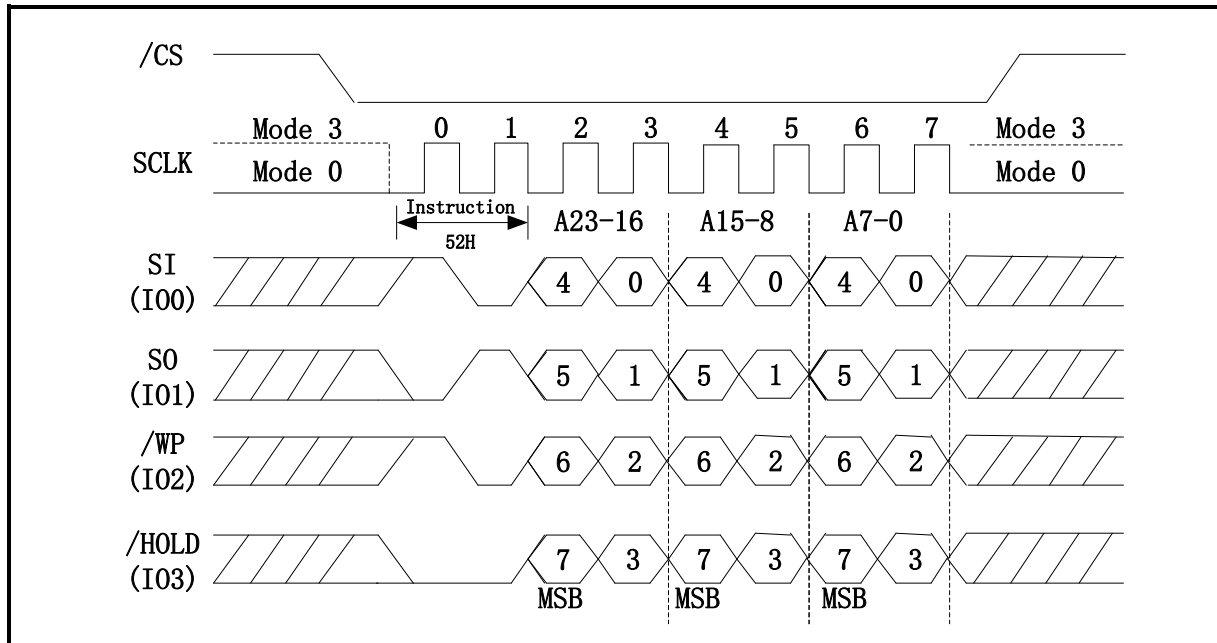 /CS
Mode 3 0 1 2 3 4 5 6 7 Mode 3
SCLK
Mode 0 Mode 0
Instruction
A23-16 A15-8 A7-0
52H
SI
(IO0)
4 0 4 0 4 0
SO
(IO1)
5 1 5 1 5 1
/WP
(IO2)
6 2 6 2 6 2
/HOLD
(IO3)
7 3 7 3 7 3
MSB MSB MSB